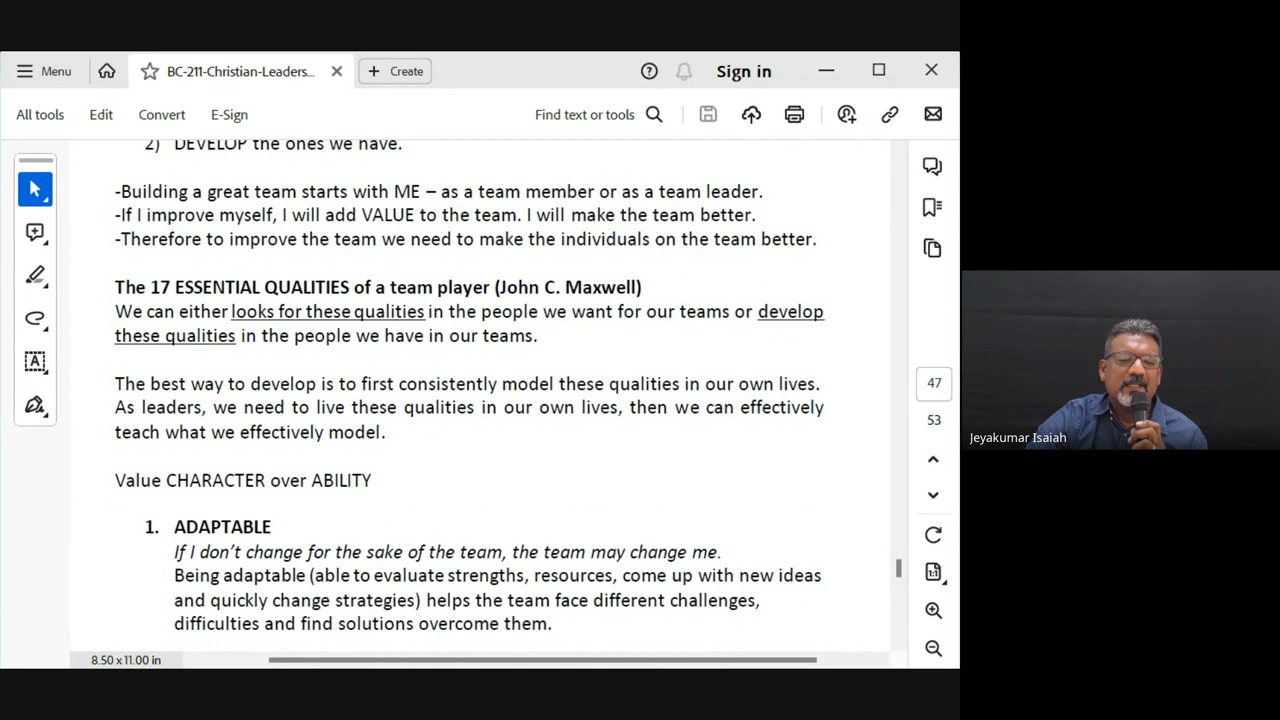 Menu
BC-211-Christian-Leaders...
Create
Sign in
All tools
Edit
Convert
E-Sign
Find text or tools
2) DEVELOP the ones we have.
-Building a great team starts with ME – as a team member or as a team leader.
-If I improve myself, I will add VALUE to the team. I will make the team better.
-Therefore to improve the team we need to make the individuals on the team better.
The 17 ESSENTIAL QUALITIES of a team player (John C. Maxwell)
We can either looks for these qualities in the people we want for our teams or develop
these qualities in the people we have in our teams.
The best way to develop is to first consistently model these qualities in our own lives.
As leaders, we need to live these qualities in our own lives, then we can effectively
teach what we effectively model.
Value CHARACTER over ABILITY
1. ADAPTABLE
If I don't change for the sake of the team, the team may change me.
Being adaptable (able to evaluate strengths, resources, come up with new ideas
and quickly change strategies) helps the team face different challenges,
difficulties and find solutions overcome them.
47
53
1:1
8.50 x 11.00 in
Jeyakumar Isaiah